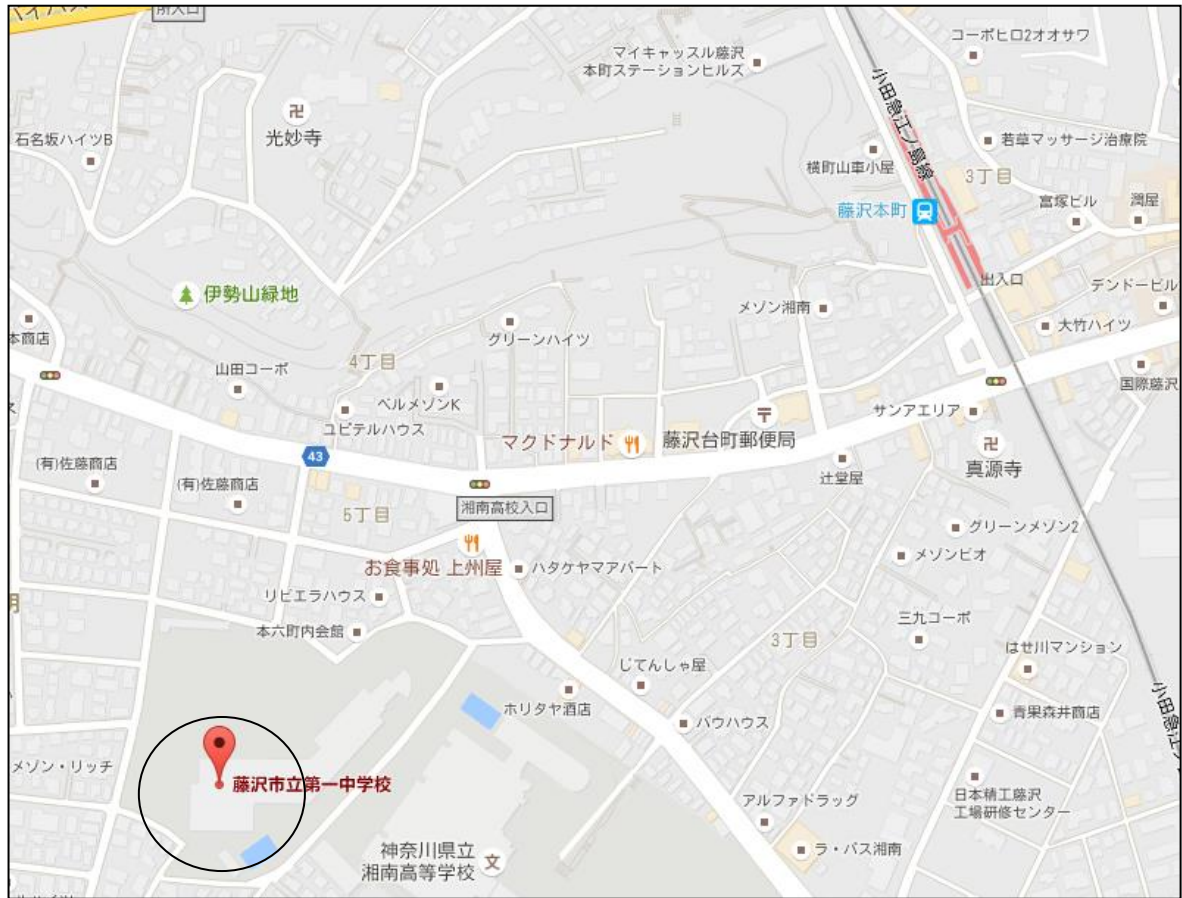 イハイ
所入口
コーポヒロ2オオサワ
マイキャッスル藤沢
本町ステーションヒルズ
小田急江ノ島線
光妙寺
石名坂ハイツB
若草マッサージ治療院
横町山車小屋
3丁目
藤沢本町
富塚ビル
潤屋
出入口
デンドービル
伊勢山緑地
メゾン湘南
大竹ハイツ
本商店
グリーンハイツ
4丁目
山田コーポ
国際藤沢
ベルメゾンK
サンアエリア
ユピテルハウス
マクドナルド
藤沢台町郵便局
真源寺
43
(有)佐藤商店
(有)佐藤商店
辻堂屋
湘南高校入口
5丁目
グリーンメゾン2
メゾンピオ
お食事処 上州屋
ハタケヤマアパート
リビエラハウス
三九コーポ
本六町内会館
3丁目
はせ川マンション
じてんしゃ屋
小田急江ノ
ホリタヤ酒店
バウハウス
青果森井商店
メゾン・リッチ
藤沢市立第一中学校
アルファドラッグ
日本精工藤沢
工場研修センター
神奈川県立
湘南高等学校
文
ラ・パス湘南